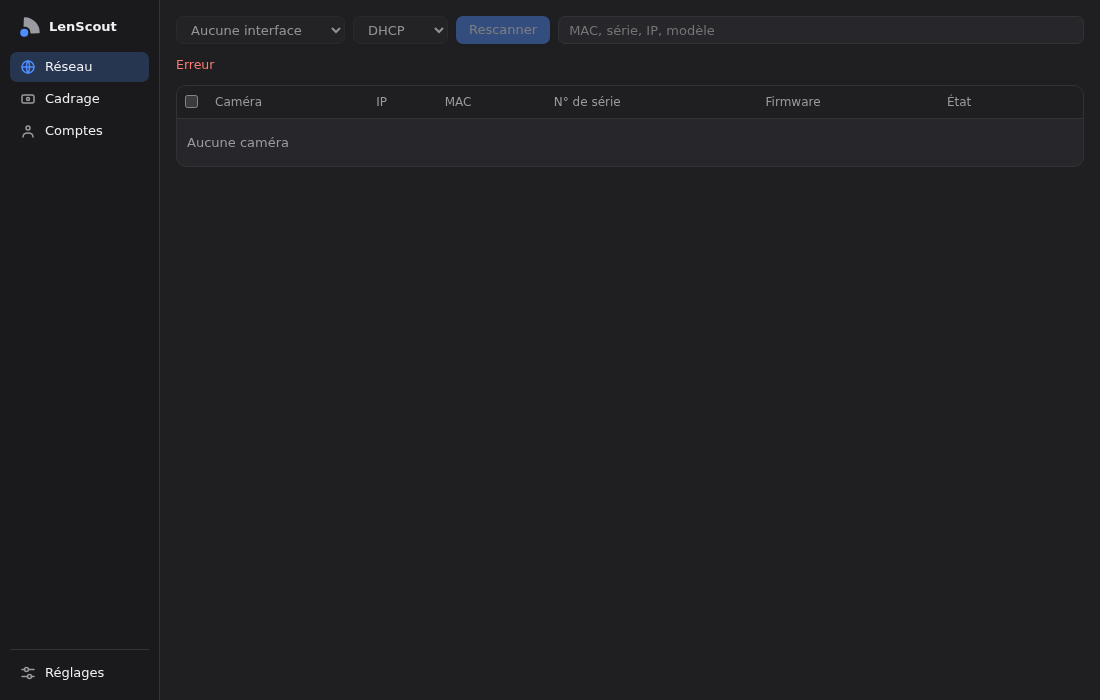 LenScout
Aucune interface
DHCP
Rescanner
MAC, série, IP, modèle
Réseau
Erreur
Cadrage
Caméra
IP
MAC
N° de série
Firmware
État
Comptes
Aucune caméra
Réglages